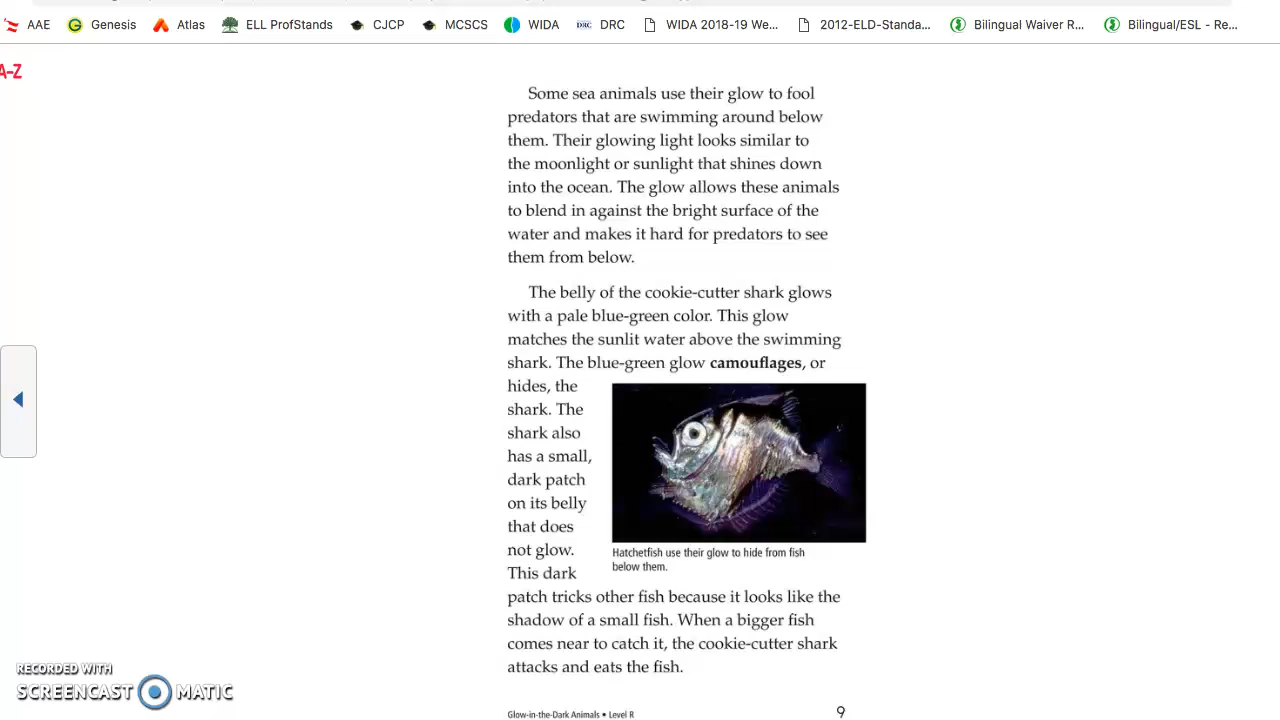 AAE Genesis Atlas ELL ProfStands CJCP MCSCS WIDA DRC WIDA 2018-19 We... 2012-ELD-Standa... Bilingual Waiver R... Bilingual/ESL - Re...
A-Z
Some sea animals use their glow to fool
predators that are swimming around below
them. Their glowing light looks similar to
the moonlight or sunlight that shines down
into the ocean. The glow allows these animals
to blend in against the bright surface of the
water and makes it hard for predators to see
them from below.
The belly of the cookie-cutter shark glows
with a pale blue-green color. This glow
matches the sunlit water above the swimming
shark. The blue-green glow camouflages, or
hides, the
shark. The
shark also
has a small,
dark patch
on its belly
that does
not glow.
This dark
patch tricks other fish because it looks like the
shadow of a small fish. When a bigger fish
comes near to catch it, the cookie-cutter shark
attacks and eats the fish.
Hatchetfish use their glow to hide from fish
below them.
Glow-in-the-Dark Animals • Level R 9
RECORDED WITH
SCREENCAST MATIC